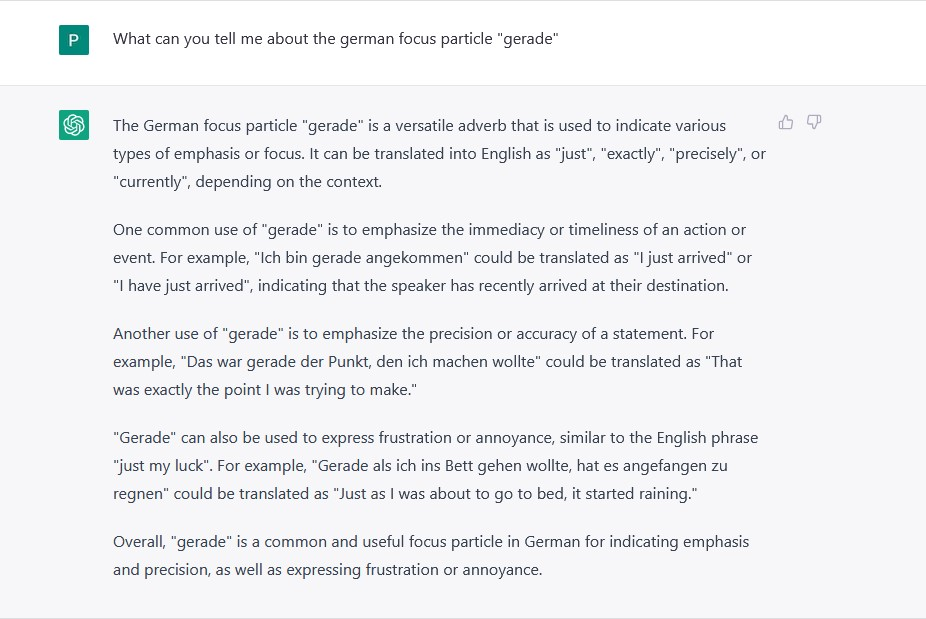 P
What can you tell me about the german focus particle "gerade"
The German focus particle "gerade" is a versatile adverb that is used to indicate various
types of emphasis or focus. It can be translated into English as "just", "exactly", "precisely", or
"currently", depending on the context.
One common use of "gerade" is to emphasize the immediacy or timeliness of an action or
event. For example, "Ich bin gerade angekommen" could be translated as "I just arrived" or
"I have just arrived", indicating that the speaker has recently arrived at their destination.
Another use of "gerade" is to emphasize the precision or accuracy of a statement. For
example, "Das war gerade der Punkt, den ich machen wollte" could be translated as "That
was exactly the point I was trying to make."
"Gerade" can also be used to express frustration or annoyance, similar to the English phrase
"just my luck". For example, "Gerade als ich ins Bett gehen wollte, hat es angefangen zu
regnen" could be translated as "Just as I was about to go to bed, it started raining."
Overall, "gerade" is a common and useful focus particle in German for indicating emphasis
and precision, as well as expressing frustration or annoyance.